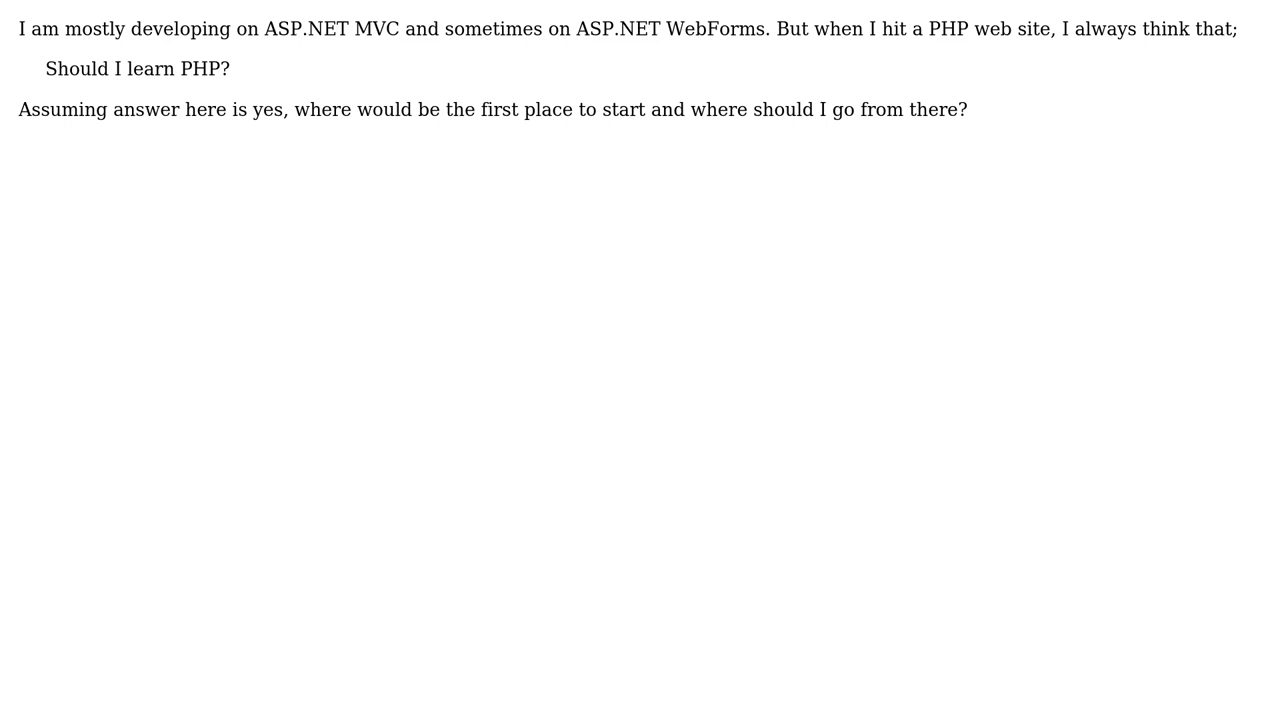 I am mostly developing on ASP.NET MVC and sometimes on ASP.NET WebForms. But when I hit a PHP web site, I always think that;
Should I learn PHP?
Assuming answer here is yes, where would be the first place to start and where should I go from there?